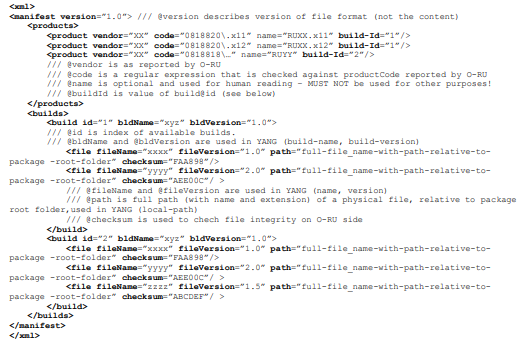 <xml>
<manifest version="1.0"> /// @version describes version of file format (not the content)
<products>
<product vendor="XX" code="0818820\.x11" name="RUXX.x11" build-Id="1"/>
<product vendor="XX" code="0818820\.x12" name="RUXX.x12" build-Id="1"/>
<product vendor="XX" code="0818818\…" name="RUYY" build-Id="2"/>
/// @vendor is as reported by O-RU
/// @code is a regular expression that is checked against productCode reported by O-RU
/// @name is optional and used for human reading - MUST NOT be used for other purposes!
/// @buildId is value of build@id (see below)
</products>
<builds>
<build id="1" bldName="xyz" bldVersion="1.0">
/// @id is index of available builds.
/// @bldName and @bldVersion are used in YANG (build-name, build-version)
<file fileName="xxxx" fileVersion="1.0" path="full-file_name-with-path-relative-to-
package -root-folder" checksum="FAA898"/>
<file fileName="yyyy" fileVersion="2.0" path="full-file_name-with-path-relative-to-
package -root-folder" checksum="AEE00C"/ >
/// @fileName and @fileVersion are used in YANG (name, version)
/// @path is full path (with name and extension) of a physical file, relative to package
root folder,used in YANG (local-path)
/// @checksum is used to chech file integrity on O-RU side
</build>
<build id="2" bldName="xyz" bldVersion="1.0">
<file fileName="xxxx" fileVersion="1.0" path="full-file_name-with-path-relative-to-
package -root-folder" checksum="FAA898"/>
<file fileName="yyyy" fileVersion="2.0" path="full-file_name-with-path-relative-to-
package -root-folder" checksum="AEE00C"/ >
<file fileName="zzzz" fileVersion="1.5" path="full-file_name-with-path-relative-to-
package -root-folder" checksum="ABCDEF"/ >
</build>
</builds>
</manifest>
</xml>